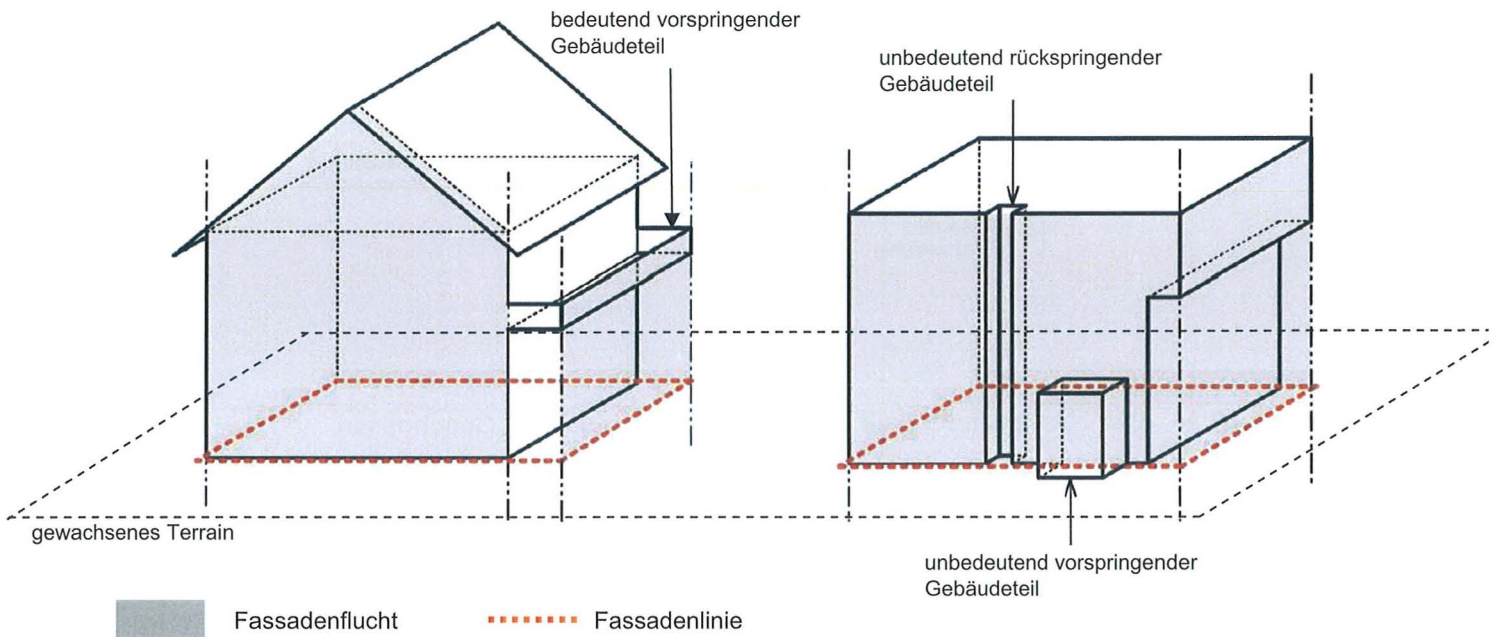 bedeutend vorspringender
Gebäudeteil
unbedeutend rückspringender
Gebäudeteil
gewachsenes Terrain
unbedeutend vorspringender
Gebäudeteil
Fassadenflucht
Fassadenlinie